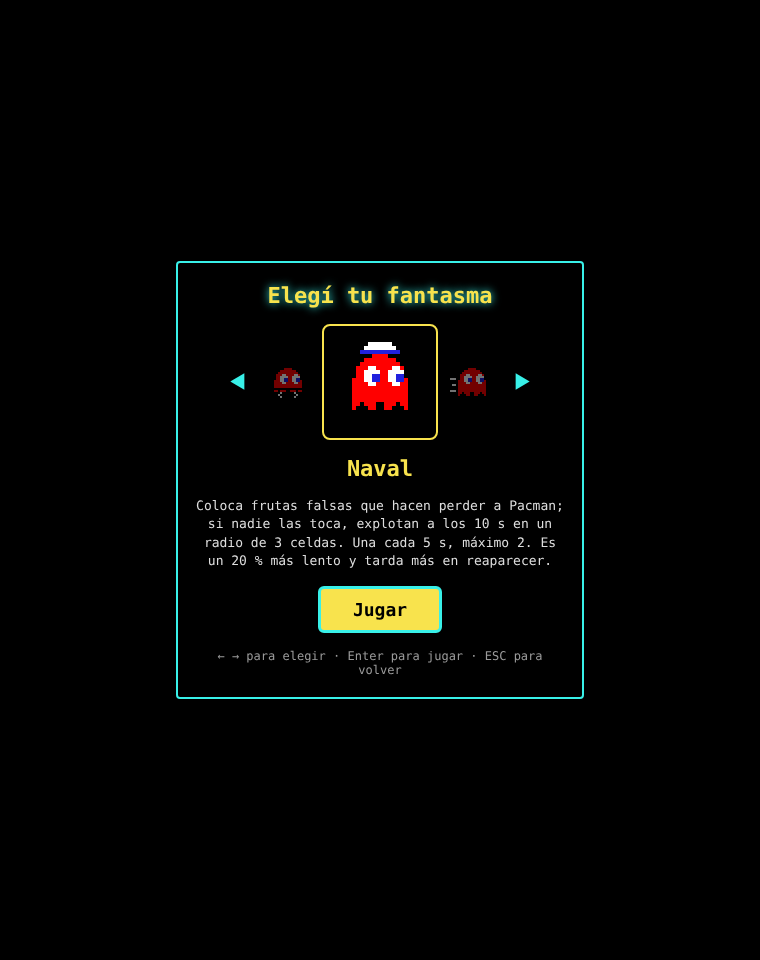 Elegí tu fantasma
Naval
Coloca frutas falsas que hacen perder a Pacman;
si nadie las toca, explotan a los 10 s en un
radio de 3 celdas. Una cada 5 s, máximo 2. Es
un 20 % más lento y tarda más en reaparecer.
Jugar
← → para elegir · Enter para jugar · ESC para
volver